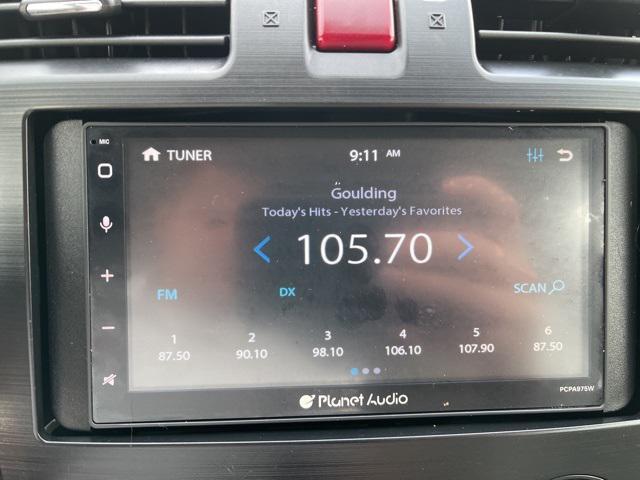 MIC
TUNER
9:11 AM
Goulding
Today's Hits - Yesterday's Favorites
105.70
FM
DX
SCAN
1 2 3 4 5 6
87.50 90.10 98.10 106.10 107.90 87.50
Planet Audio
PCPA975W